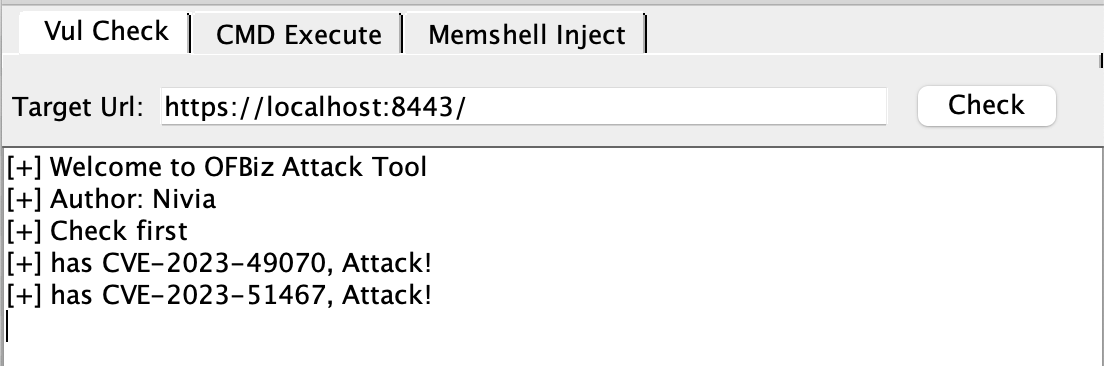 Vul Check CMD Execute Memshell Inject
Target Url: https://localhost:8443/ Check
[+] Welcome to OFBiz Attack Tool
[+] Author: Nivia
[+] Check first
[+] has CVE-2023-49070, Attack!
[+] has CVE-2023-51467, Attack!